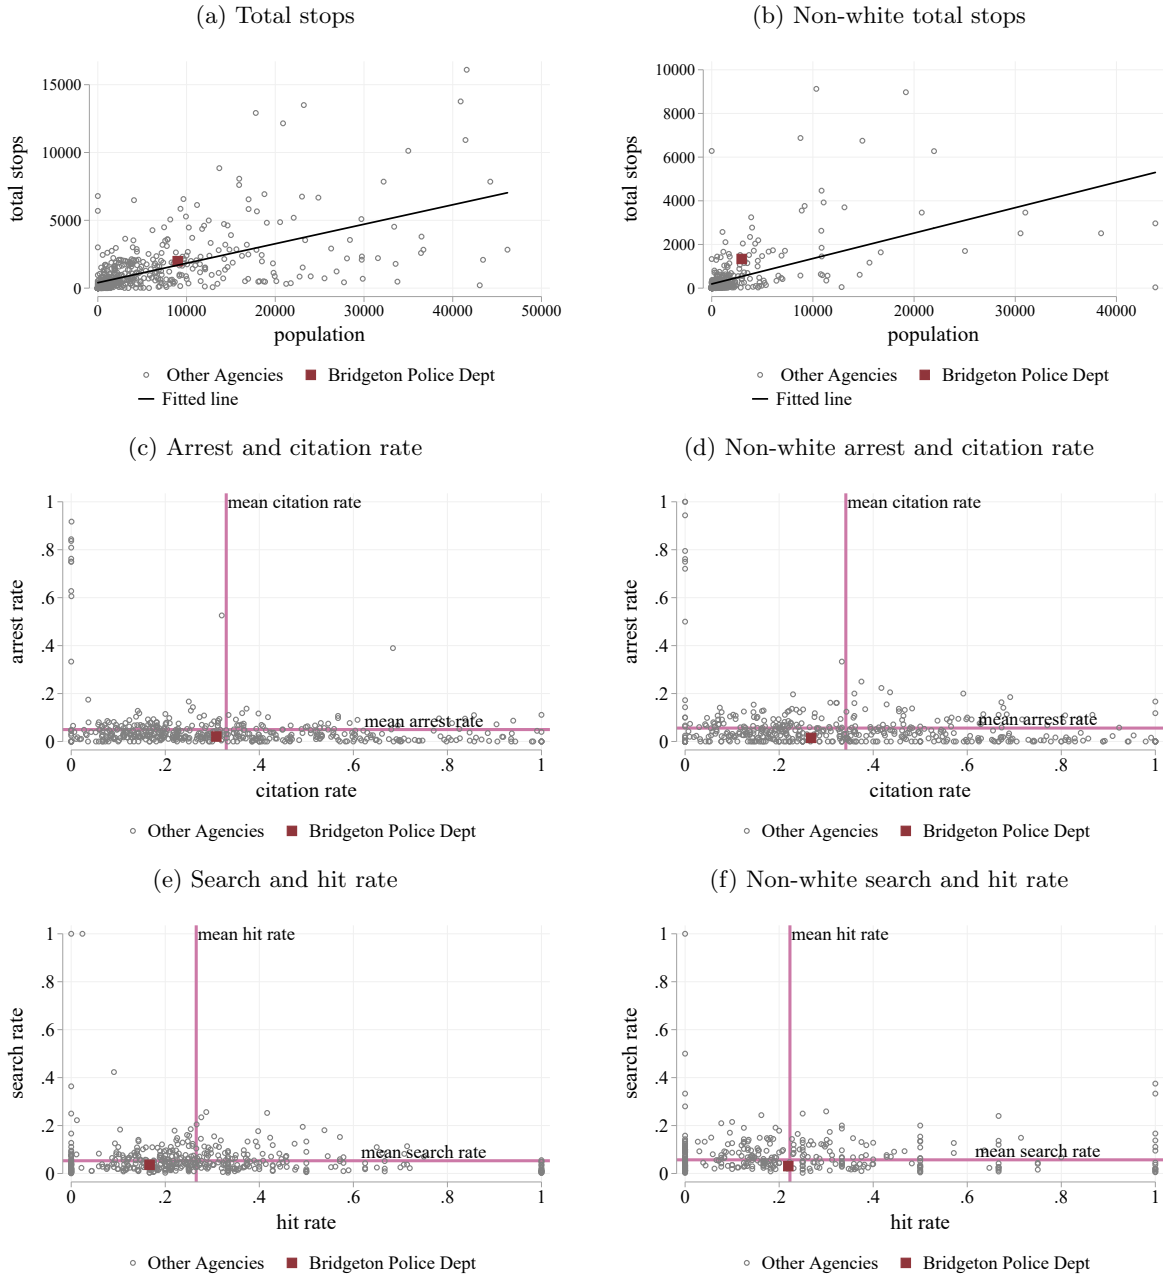 (a) Total stops
(b) Non-white total stops
15000
10000
5000
0
total stops
0 10000 20000 30000 40000 50000
population
Other Agencies Bridgeton Police Dept
Fitted line
10000
8000
6000
4000
2000
0
total stops
0 10000 20000 30000 40000
population
Other Agencies Bridgeton Police Dept
Fitted line
(c) Arrest and citation rate
(d) Non-white arrest and citation rate
1
.8
.6
.4
.2
0
arrest rate
mean citation rate
mean arrest rate
0 .2 .4 .6 .8 1
citation rate
Other Agencies Bridgeton Police Dept
1
.8
.6
.4
.2
0
arrest rate
mean citation rate
mean arrest rate
0 .2 .4 .6 .8 1
citation rate
Other Agencies Bridgeton Police Dept
(e) Search and hit rate
(f) Non-white search and hit rate
1
.8
.6
.4
.2
0
search rate
mean hit rate
mean search rate
0 .2 .4 .6 .8 1
hit rate
Other Agencies Bridgeton Police Dept
1
.8
.6
.4
.2
0
search rate
mean hit rate
mean search rate
0 .2 .4 .6 .8 1
hit rate
Other Agencies Bridgeton Police Dept